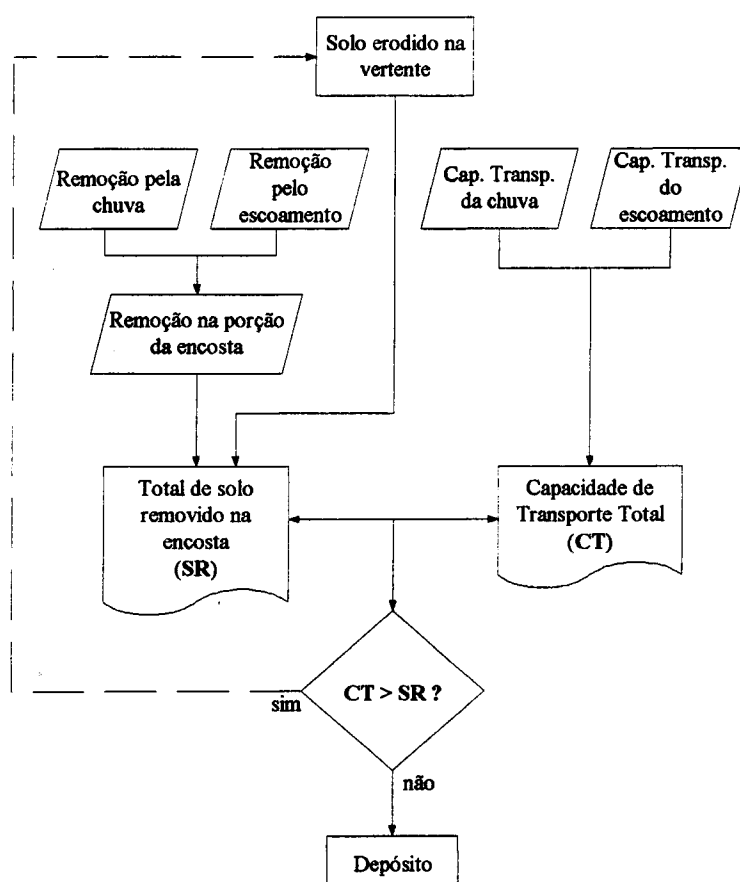 Solo erodido na
vertente
Remoção pela
chuva
Remoção
pelo
escoamento
Cap. Transp.
da chuva
Cap. Transp.
do
escoamento
Remoção na porção
da encosta
Total de solo
removido na
encosta
(SR)
Capacidade de
Transporte Total
(CT)
CT > SR ?
sim
não
Depósito